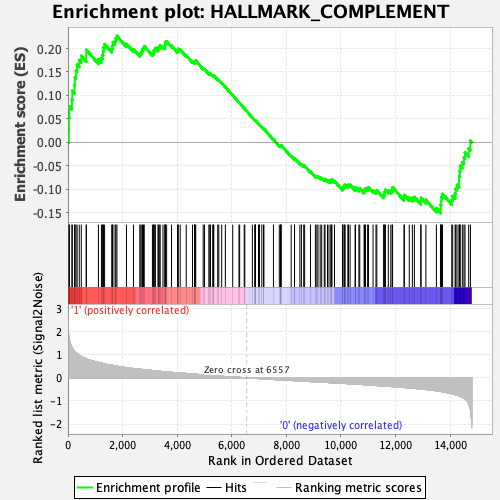 Enrichment plot: HALLMARK_COMPLEMENT
Enrichment score (ES)
0.20
0.15
0.10
0.05
0.00
-0.05
-0.10
-0.15
'1' (positively correlated)
Ranked list metric (Signal2Noise)
3
2
1
0
-1
-2
Zero cross at 6557
'0' (negatively correlated)
0 2,000 4,000 6,000 8,000 10,000 12,000 14,000
Rank in Ordered Dataset
Enrichment profile Hits Ranking metric scores